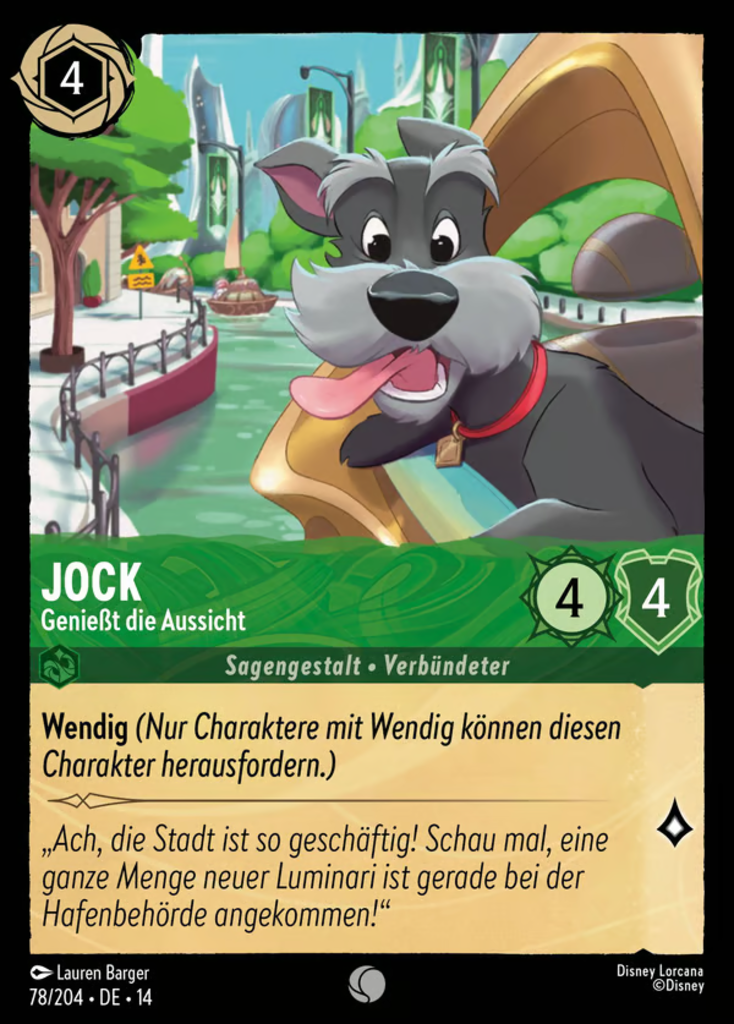 4
JOCK
Genießt die Aussicht
4
4
Sagengestalt • Verbündeter
Wendig (Nur Charaktere mit Wendig können diesen
Charakter herausfordern.)
„Ach, die Stadt ist so geschäftig! Schau mal, eine
ganze Menge neuer Luminari ist gerade bei der
Hafenbehörde angekommen!“
Lauren Barger
78/204 • DE • 14
Disney Lorcana
©Disney